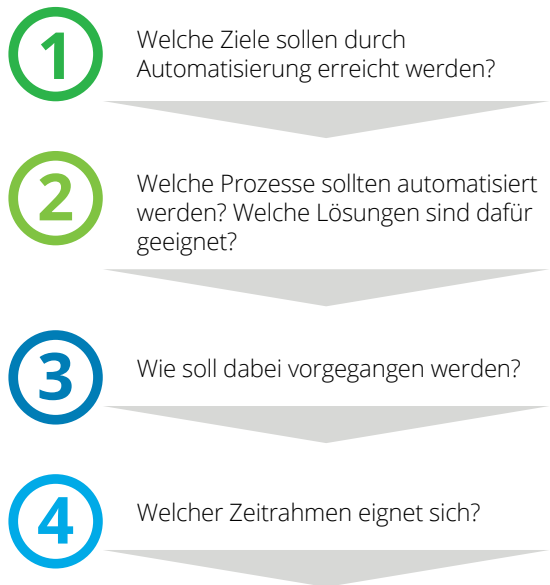 1
Welche Ziele sollen durch
Automatisierung erreicht werden?
2
Welche Prozesse sollten automatisiert
werden? Welche Lösungen sind dafür
geeignet?
3
Wie soll dabei vorgegangen werden?
4
Welcher Zeitrahmen eignet sich?